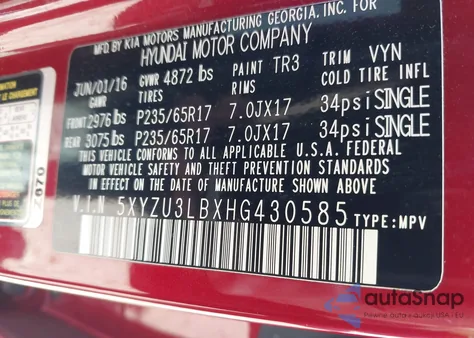 MFD. BY KIA MOTORS MANUFACTURING GEORGIA, INC. FOR
HYUNDAI MOTOR COMPANY
JUN/01/16 GVWR 4872 lbs PAINT TR3 TRIM VYN
GAWR TIRES RIMS COLD TIRE INFL
FRONT 2976 lbs P235/65R17 7.0JX17 34psi SINGLE
REAR 3075 lbs P235/65R17 7.0JX17 34psi SINGLE
THIS VEHICLE CONFORMS TO ALL APPLICABLE U.S.A. FEDERAL
MOTOR VEHICLE SAFETY AND THEFT PREVENTION STANDARDS
IN EFFECT ON THE DATE OF MANUFACTURE SHOWN ABOVE.
V.I.N 5XYZU3LBXHG430585 TYPE:MPV
Z070
autaSnap